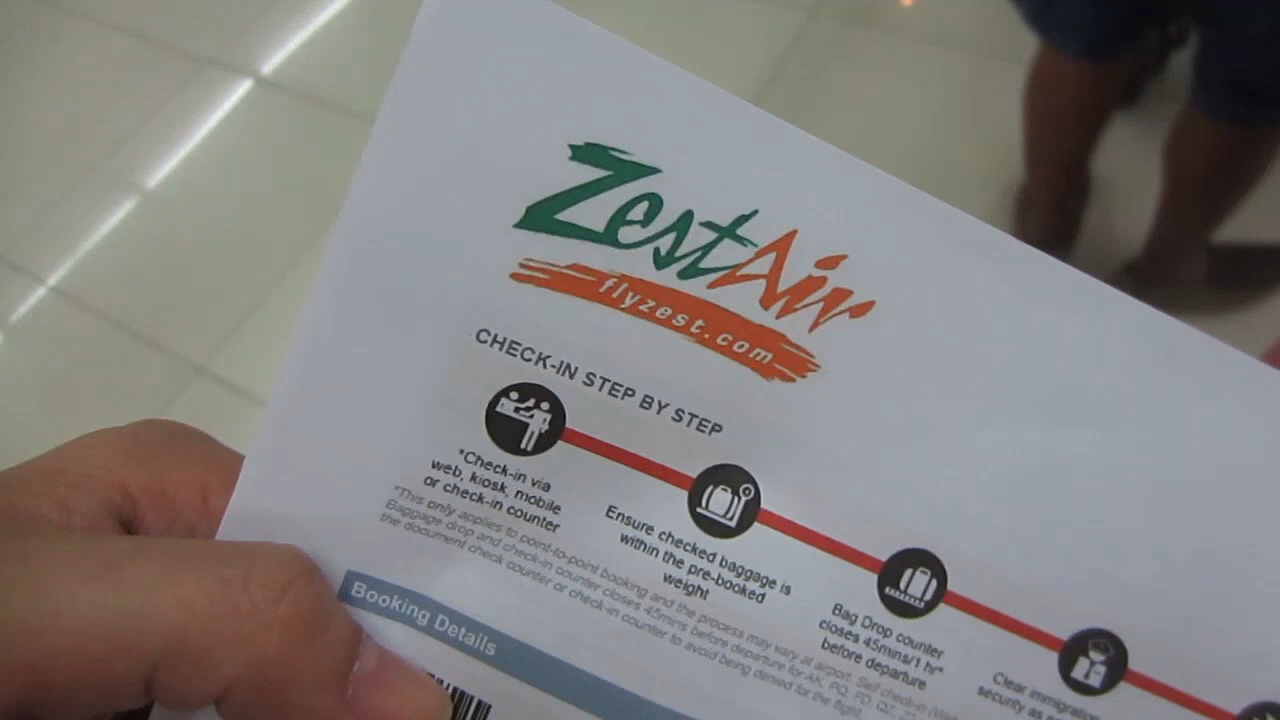 ZestAir
flyzest.com
CHECK-IN STEP BY STEP
*Check-in via
web, kiosk, mobile
or check-in counter
Ensure checked baggage is
within the pre-booked
weight
Bag Drop counter
closes 45mins/1 hr*
before departure
Clear immigration
security as
*This only applies to point-to-point booking and the process may vary at airport. Self check-in
Baggage drop and check-in counter closes 45mins before departure for AK, PQ, FD, QZ,
the document check counter or check-in counter to avoid being denied for the flight.
Booking Details